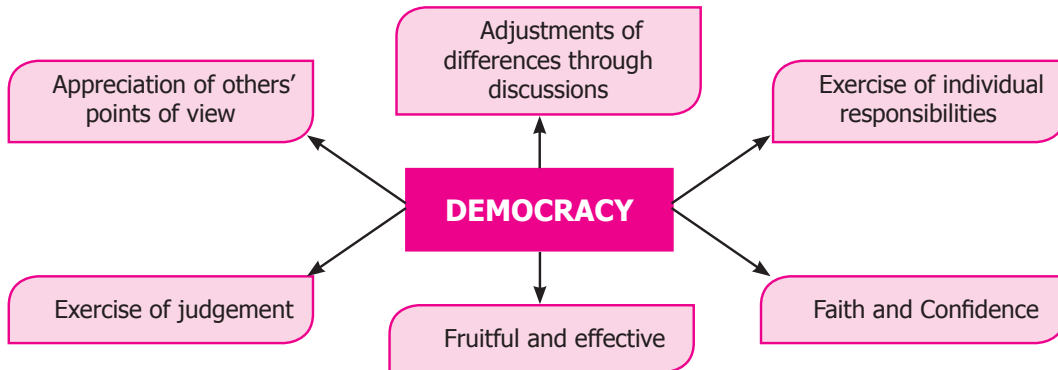 Adjustments of
differences through
discussions
Appreciation of others’
points of view
Exercise of individual
responsibilities
DEMOCRACY
Exercise of judgement
Fruitful and effective
Faith and Confidence